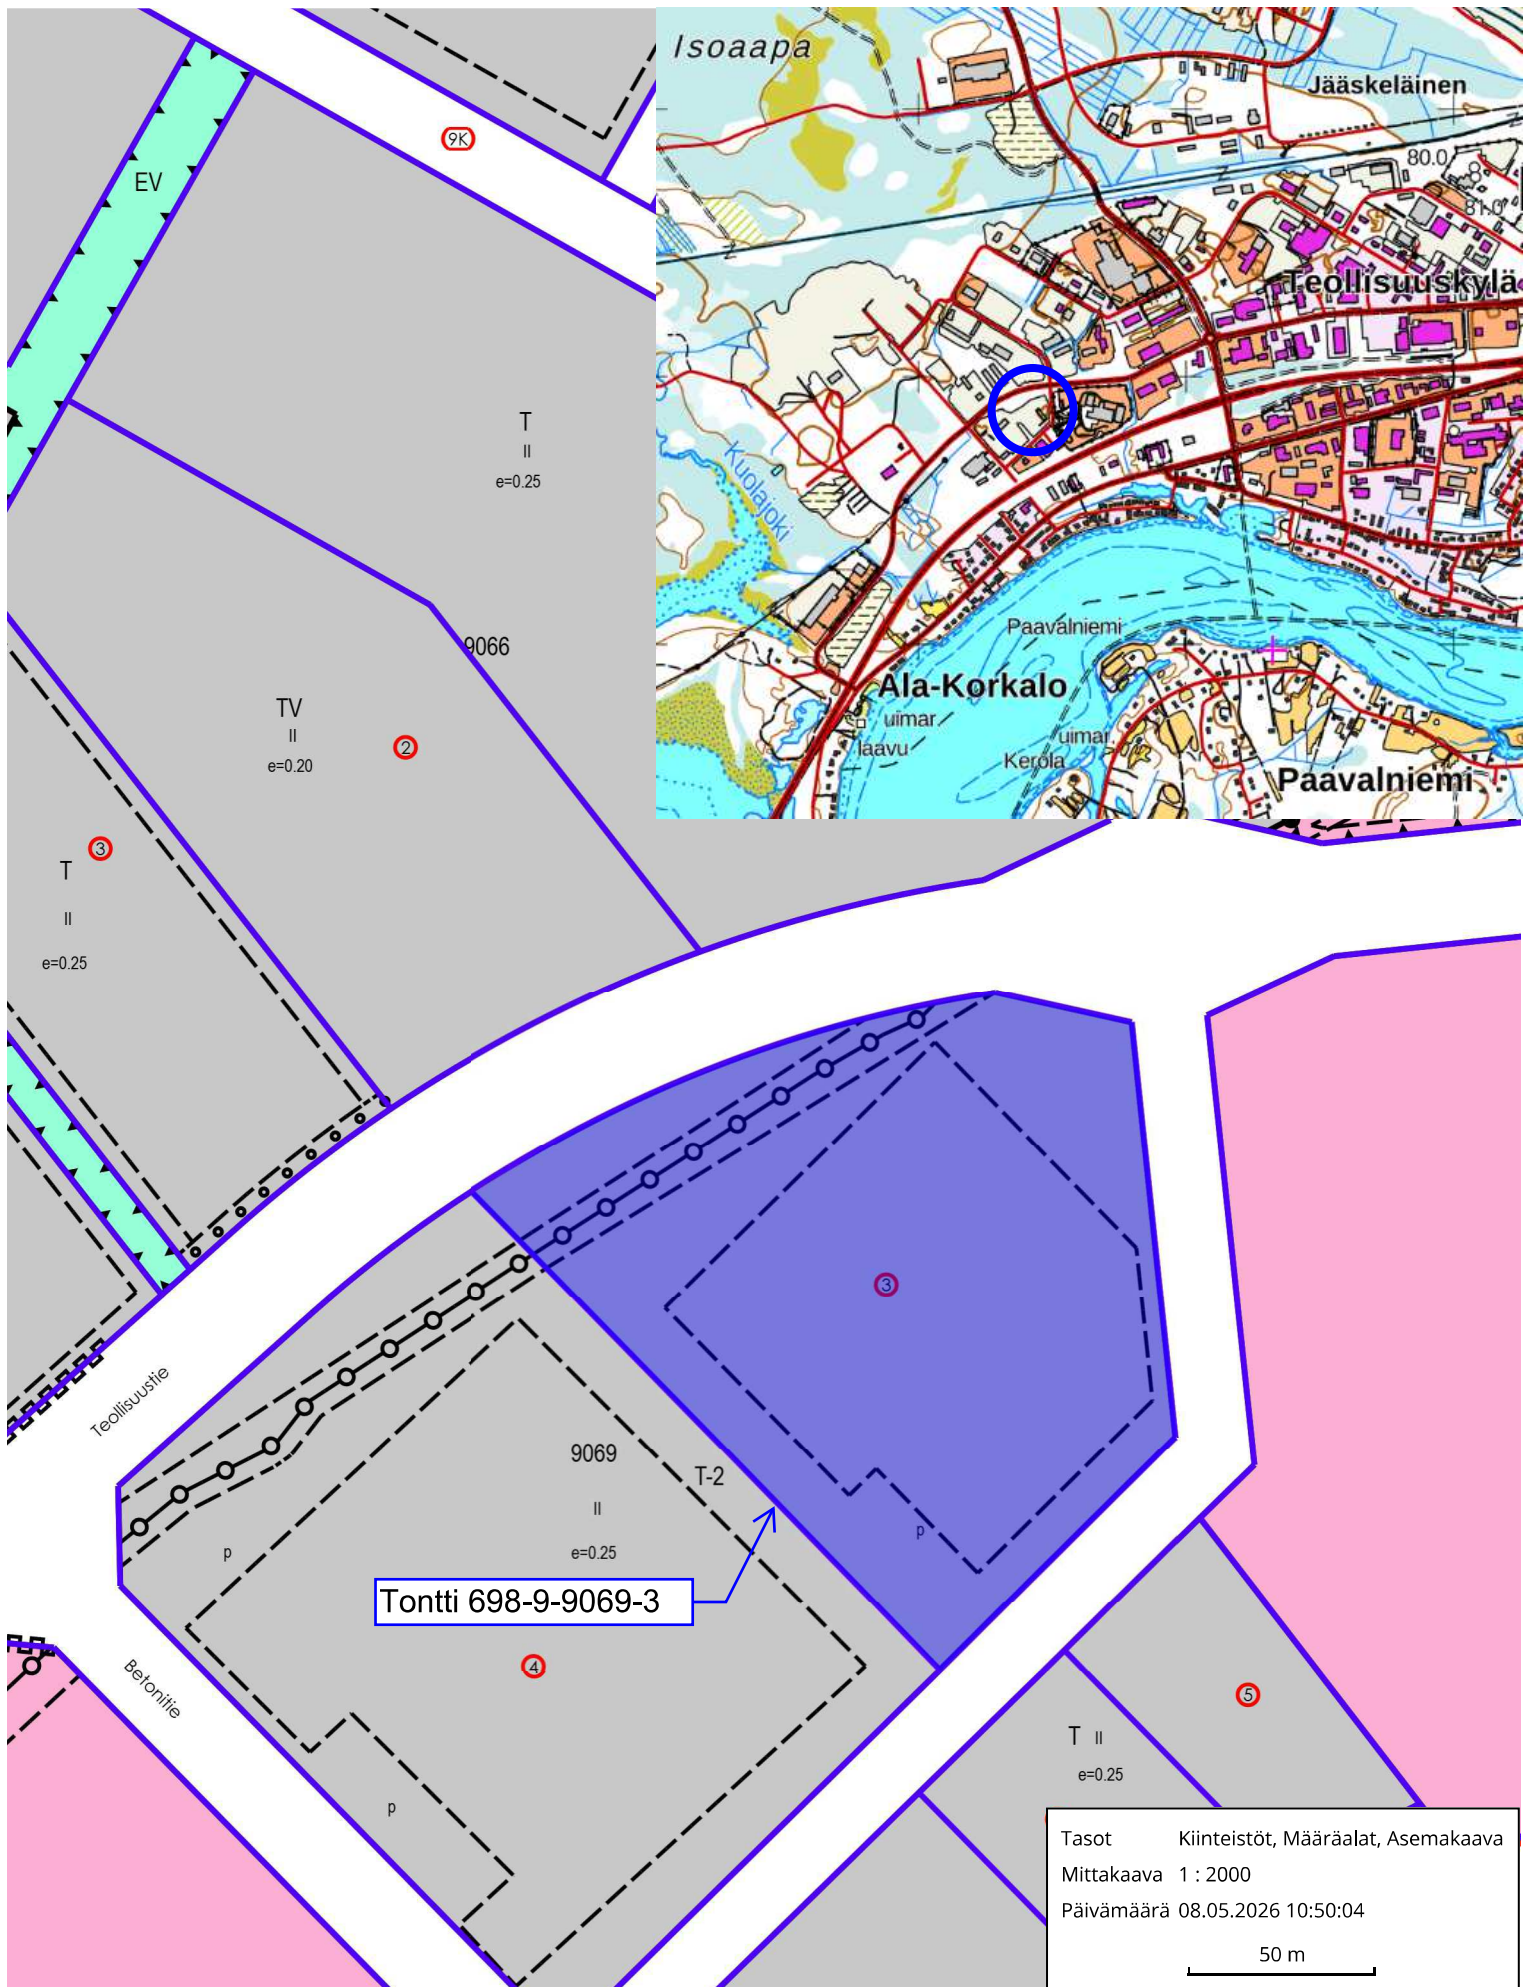 Isoaapa
Jääskeläinen
80.0
81.0
Teollisuuskylä
Kuolajoki
Paavalniemi
Ala-Korkalo
uimar
laavu
uimar
Kerola
Paavalniemi
9K
EV
T
II
e=0.25
9066
TV
II
e=0.20
2
3
T
II
e=0.25
3
Teollisuustie
9069
T-2
II
e=0.25
p
p
Tontti 698-9-9069-3
4
Betonitie
p
5
T II
e=0.25
Tasot Kiinteistöt, Määräalat, Asemakaava
Mittakaava 1 : 2000
Päivämäärä 08.05.2026 10:50:04
50 m